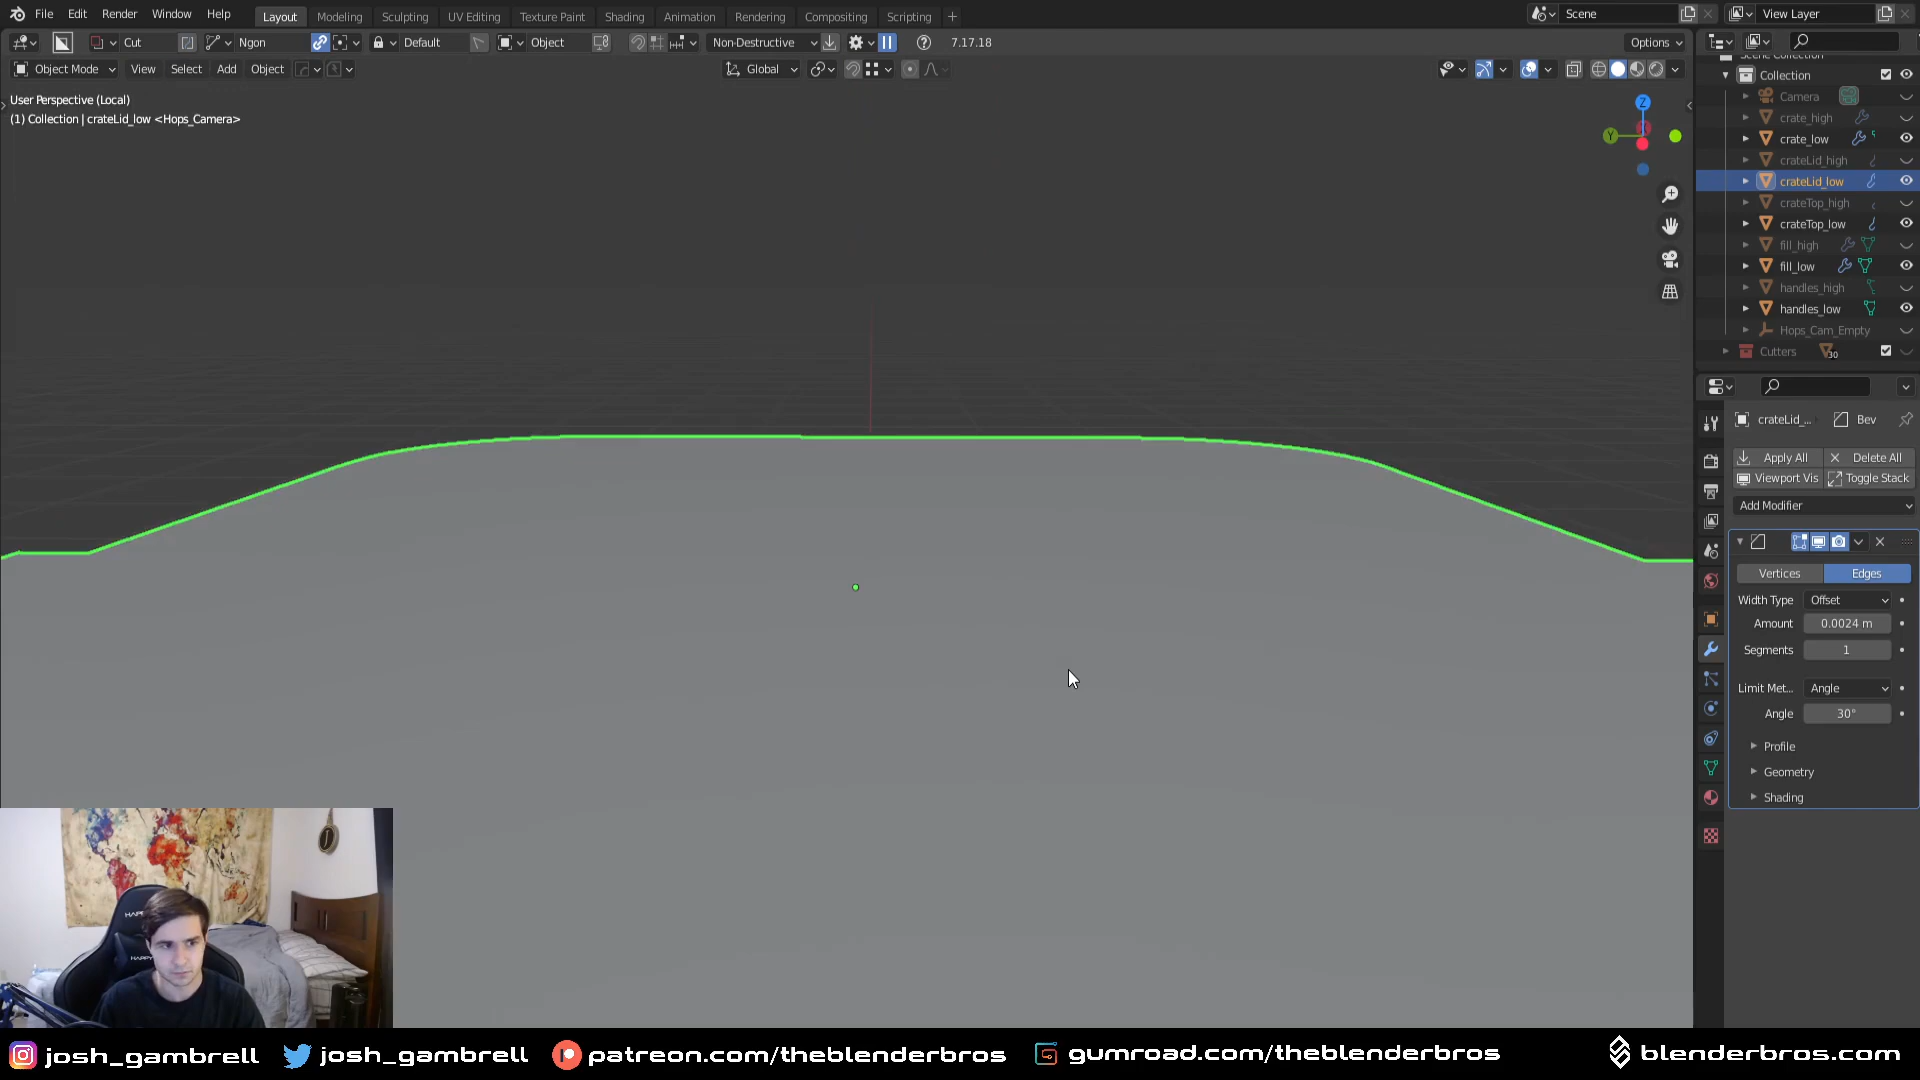 File Edit Render Window Help Layout Modeling Sculpting UV Editing Texture Paint Shading Animation Rendering Compositing Scripting + Scene View Layer
Cut Ngon Default Object Non-Destructive 7.17.18 Options
Object Mode View Select Add Object Global
User Perspective (Local)
(1) Collection | crateLid_low <Hops_Camera>
Z
Y
Scene Collection
Collection
Camera
crate_high
crate_low
crateLid_high
crateLid_low
crateTop_high
crateTop_low
fill_high
fill_low
handles_high
handles_low
Hops_Cam_Empty
Cutters 30
crateLid_... Bev
Apply All Delete All
Viewport Vis Toggle Stack
Add Modifier
Vertices Edges
Width Type Offset
Amount 0.0024 m
Segments 1
Limit Met... Angle
Angle 30°
Profile
Geometry
Shading
josh_gambrell josh_gambrell patreon.com/theblenderbros gumroad.com/theblenderbros blenderbros.com